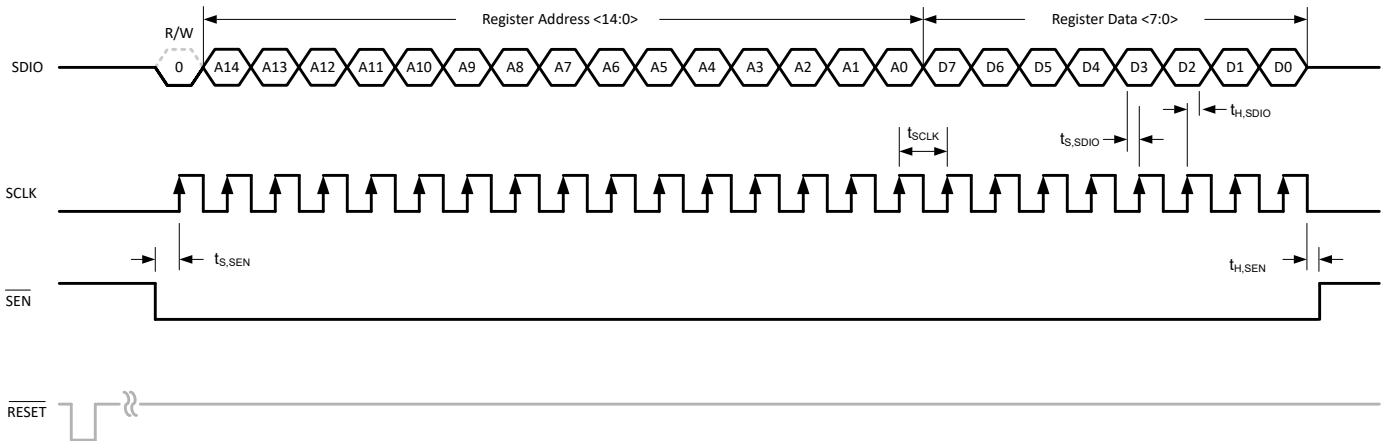 Register Address <14:0> Register Data <7:0>
R/W
SDIO 0 A14 A13 A12 A11 A10 A9 A8 A7 A6 A5 A4 A3 A2 A1 A0 D7 D6 D5 D4 D3 D2 D1 D0
tH,SDIO
tSCLK tS,SDIO
SCLK
tS,SEN tH,SEN
SEN
RESET